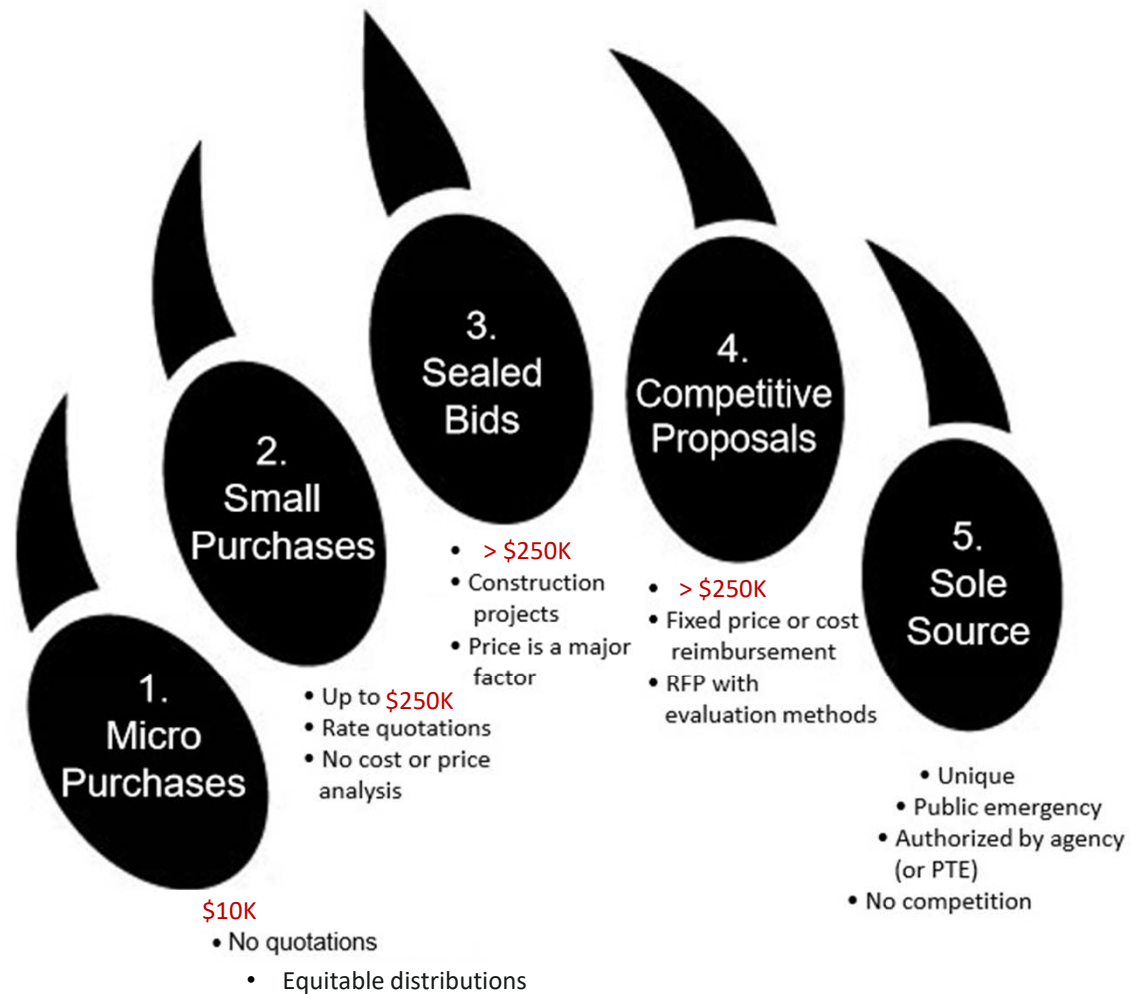 1.
Micro
Purchases
$10K
• No quotations
• Equitable distributions
2.
Small
Purchases
• Up to $250K
• Rate quotations
• No cost or price
analysis
3.
Sealed
Bids
• > $250K
• Construction
projects
• Price is a major
factor
4.
Competitive
Proposals
• > $250K
• Fixed price or cost
reimbursement
• RFP with
evaluation methods
5.
Sole
Source
• Unique
• Public emergency
• Authorized by agency
(or PTE)
• No competition